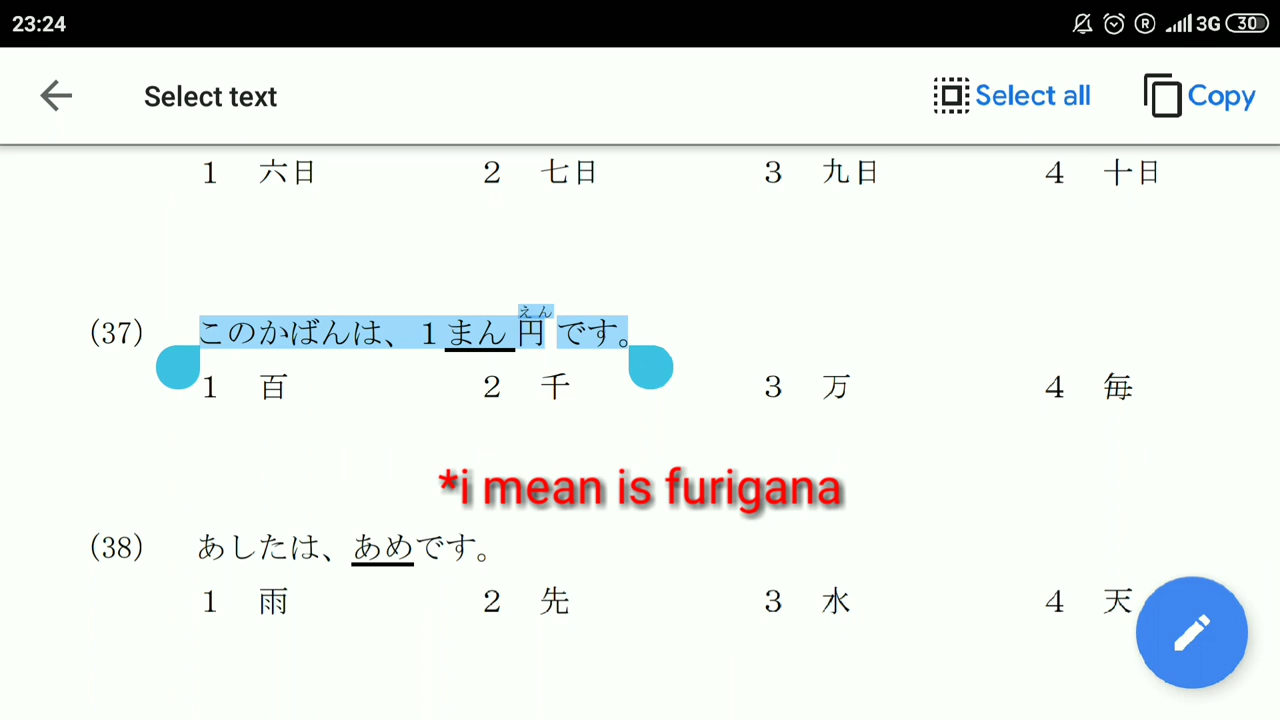 23:24 R 3G 30
Select text Select all Copy
1 六日 2 七日 3 九日 4 十日
えん
(37) このかばんは、1まん円です。
1 百 2 千 3 万 4 毎
*i mean is furigana
(38) あしたは、あめです。
1 雨 2 先 3 水 4 天